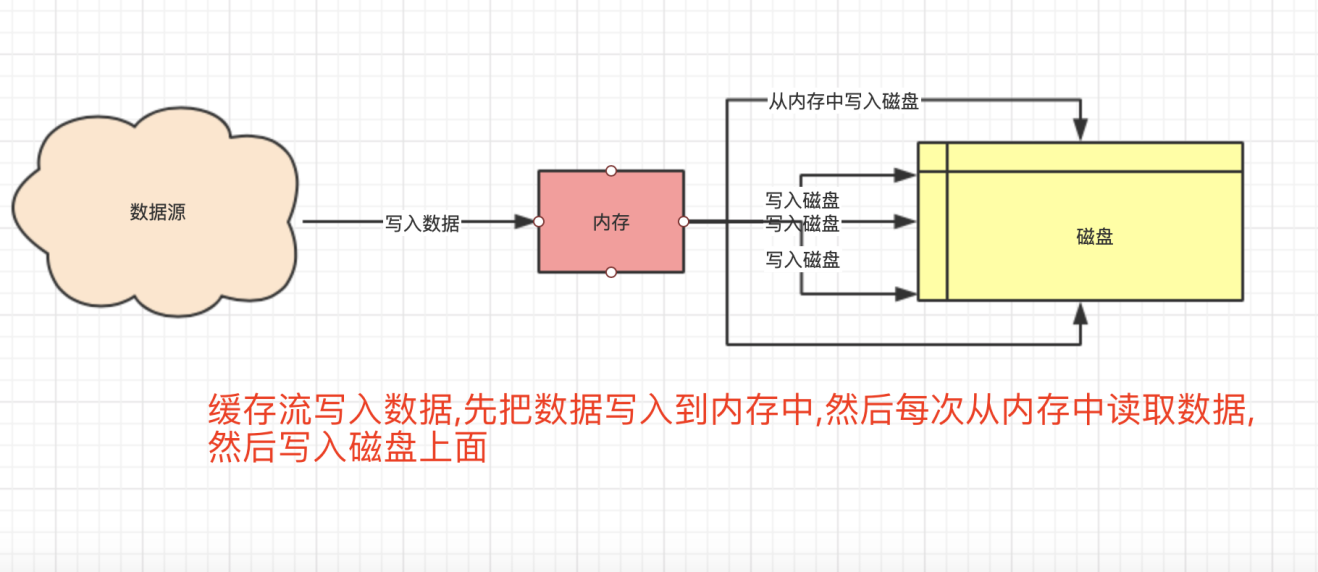 从内存中写入磁盘
数据源
写入数据
内存
写入磁盘
写入磁盘
写入磁盘
磁盘
缓存流写入数据,先把数据写入到内存中,然后每次从内存中读取数据,
然后写入磁盘上面